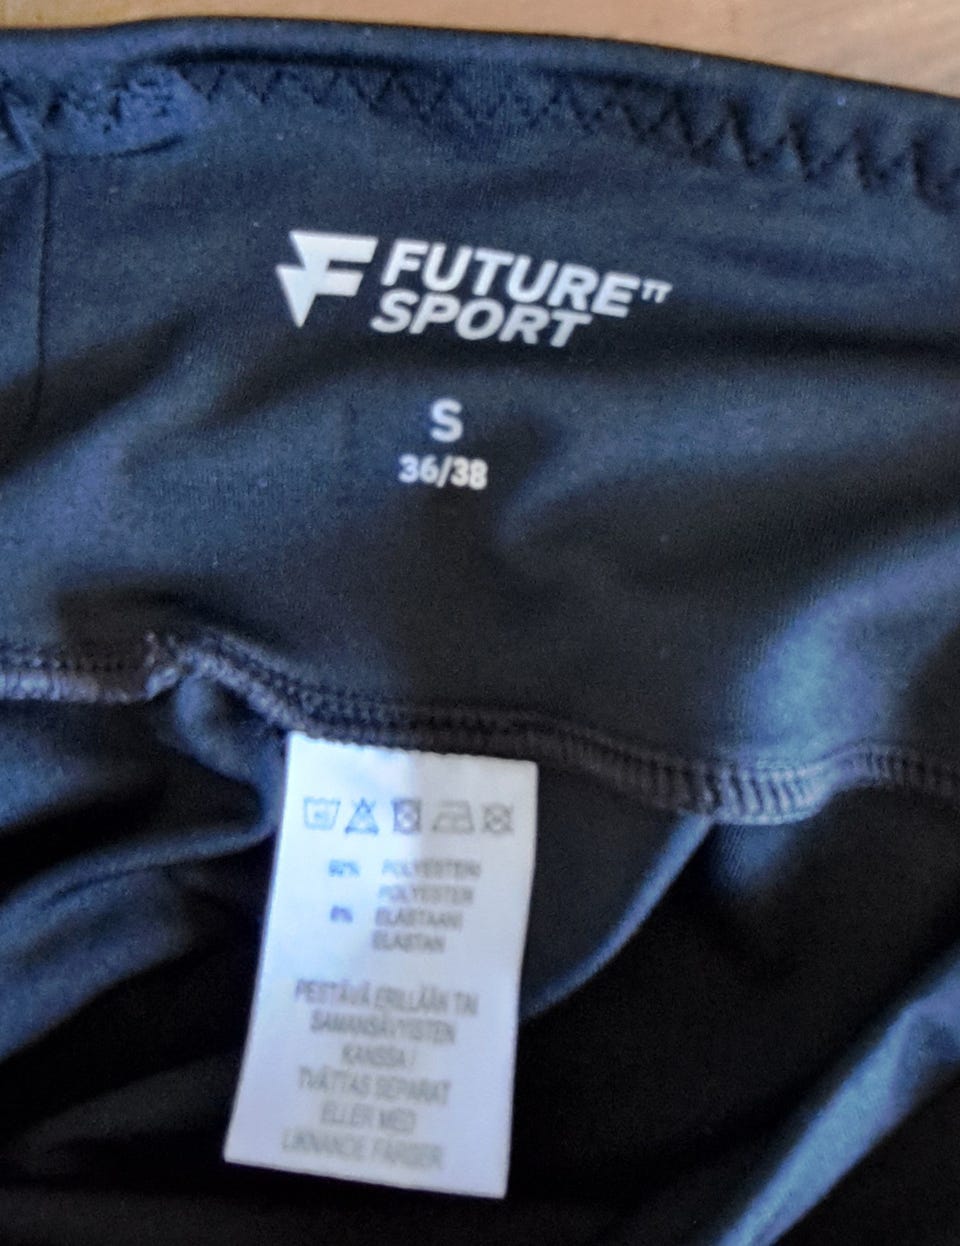 FUTURE
SPORT
S
36/38
92% POLYESTERI
POLYESTER
8% ELASTAANI
ELASTAN
PESTÄVÄ ERILLÄÄN TAI
SAMANSÄVYISTEN
KANSSA /
TVÄTTAS SEPARAT
ELLER MED
LIKNANDE FÄRGER